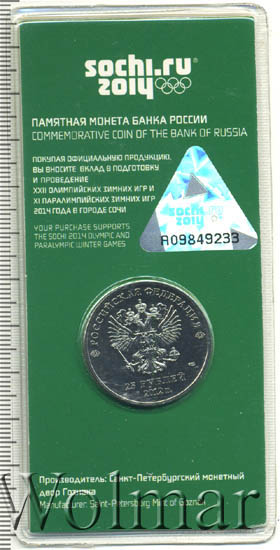 sochi.ru
2014
ПАМЯТНАЯ МОНЕТА БАНКА РОССИИ
COMMEMORATIVE COIN OF THE BANK OF RUSSIA
ПОКУПАЯ ОФИЦИАЛЬНУЮ ПРОДУКЦИЮ,
ВЫ ВНОСИТЕ ВКЛАД В ПОДГОТОВКУ
И ПРОВЕДЕНИЕ
XXII ОЛИМПИЙСКИХ ЗИМНИХ ИГР И
XI ПАРАЛИМПИЙСКИХ ЗИМНИХ ИГР
2014 ГОДА В ГОРОДЕ СОЧИ
YOUR PURCHASE SUPPORTS
THE SOCHI 2014 OLYMPIC AND
PARALYMPIC WINTER GAMES
sochi.ru
2014
A09849233
РОССИЙСКАЯ ФЕДЕРАЦИЯ
25 РУБЛЕЙ
2012 г.
Производитель: Санкт-Петербургский монетный
двор Гознака
Manufacturer: Saint-Petersburg Mint of Goznak
Wolmar